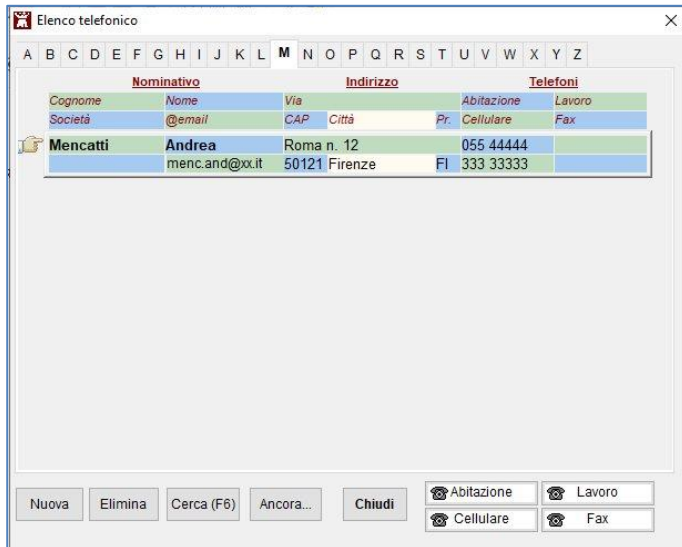 Elenco telefonico
A B C D E F G H I J K L M N O P Q R S T U V W X Y Z
Nominativo Indirizzo Telefoni
Cognome Nome Via Abitazione Lavoro
Società @email CAP Città Pr. Cellulare Fax
Mencatti Andrea Roma n. 12 055 44444
menc.and@xx.it 50121 Firenze FI 333 33333
Nuova Elimina Cerca (F6) Ancora... Chiudi
Abitazione Lavoro
Cellulare Fax